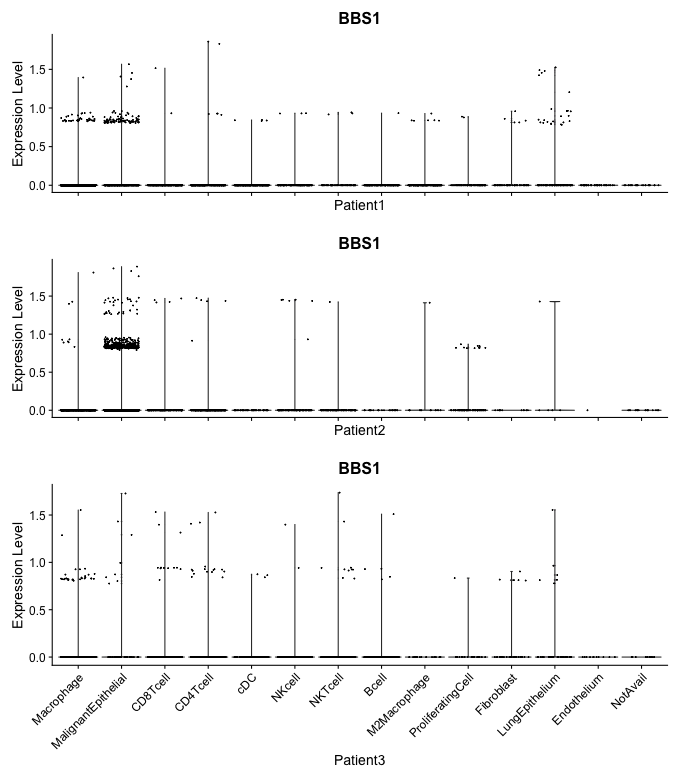 BBS1
Expression Level
1.5
1.0
0.5
0.0
Patient1
BBS1
Expression Level
1.5
1.0
0.5
0.0
Patient2
BBS1
Expression Level
1.5
1.0
0.5
0.0
Macrophage
MalignantEpithelial
CD8Tcell
CD4Tcell
cDC
NKcell
NKTcell
Bcell
M2Macrophage
ProliferatingCell
Fibroblast
LungEpithelium
Endothelium
NotAvail
Patient3